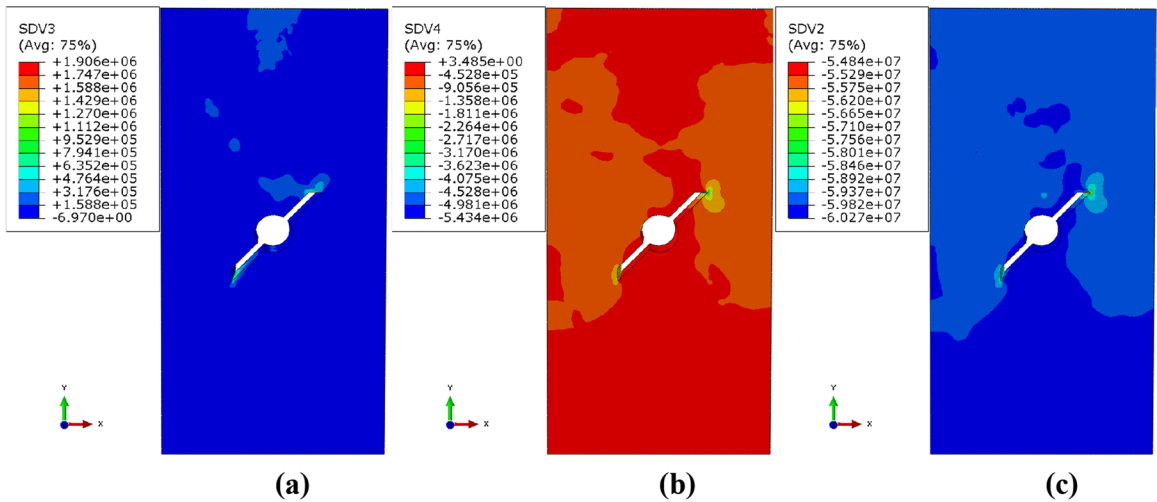 SDV3
(Avg: 75%)
+1.906e+06
+1.747e+06
+1.588e+06
+1.429e+06
+1.270e+06
+1.112e+06
+9.529e+05
+7.941e+05
+6.352e+05
+4.764e+05
+3.176e+05
+1.588e+05
-6.970e+00
Y
X
(a)
SDV4
(Avg: 75%)
+3.485e+00
-4.528e+05
-9.056e+05
-1.358e+06
-1.811e+06
-2.264e+06
-2.717e+06
-3.170e+06
-3.623e+06
-4.075e+06
-4.528e+06
-4.981e+06
-5.434e+06
Y
X
(b)
SDV2
(Avg: 75%)
-5.484e+07
-5.529e+07
-5.575e+07
-5.620e+07
-5.665e+07
-5.710e+07
-5.756e+07
-5.801e+07
-5.846e+07
-5.892e+07
-5.937e+07
-5.982e+07
-6.027e+07
Y
X
(c)